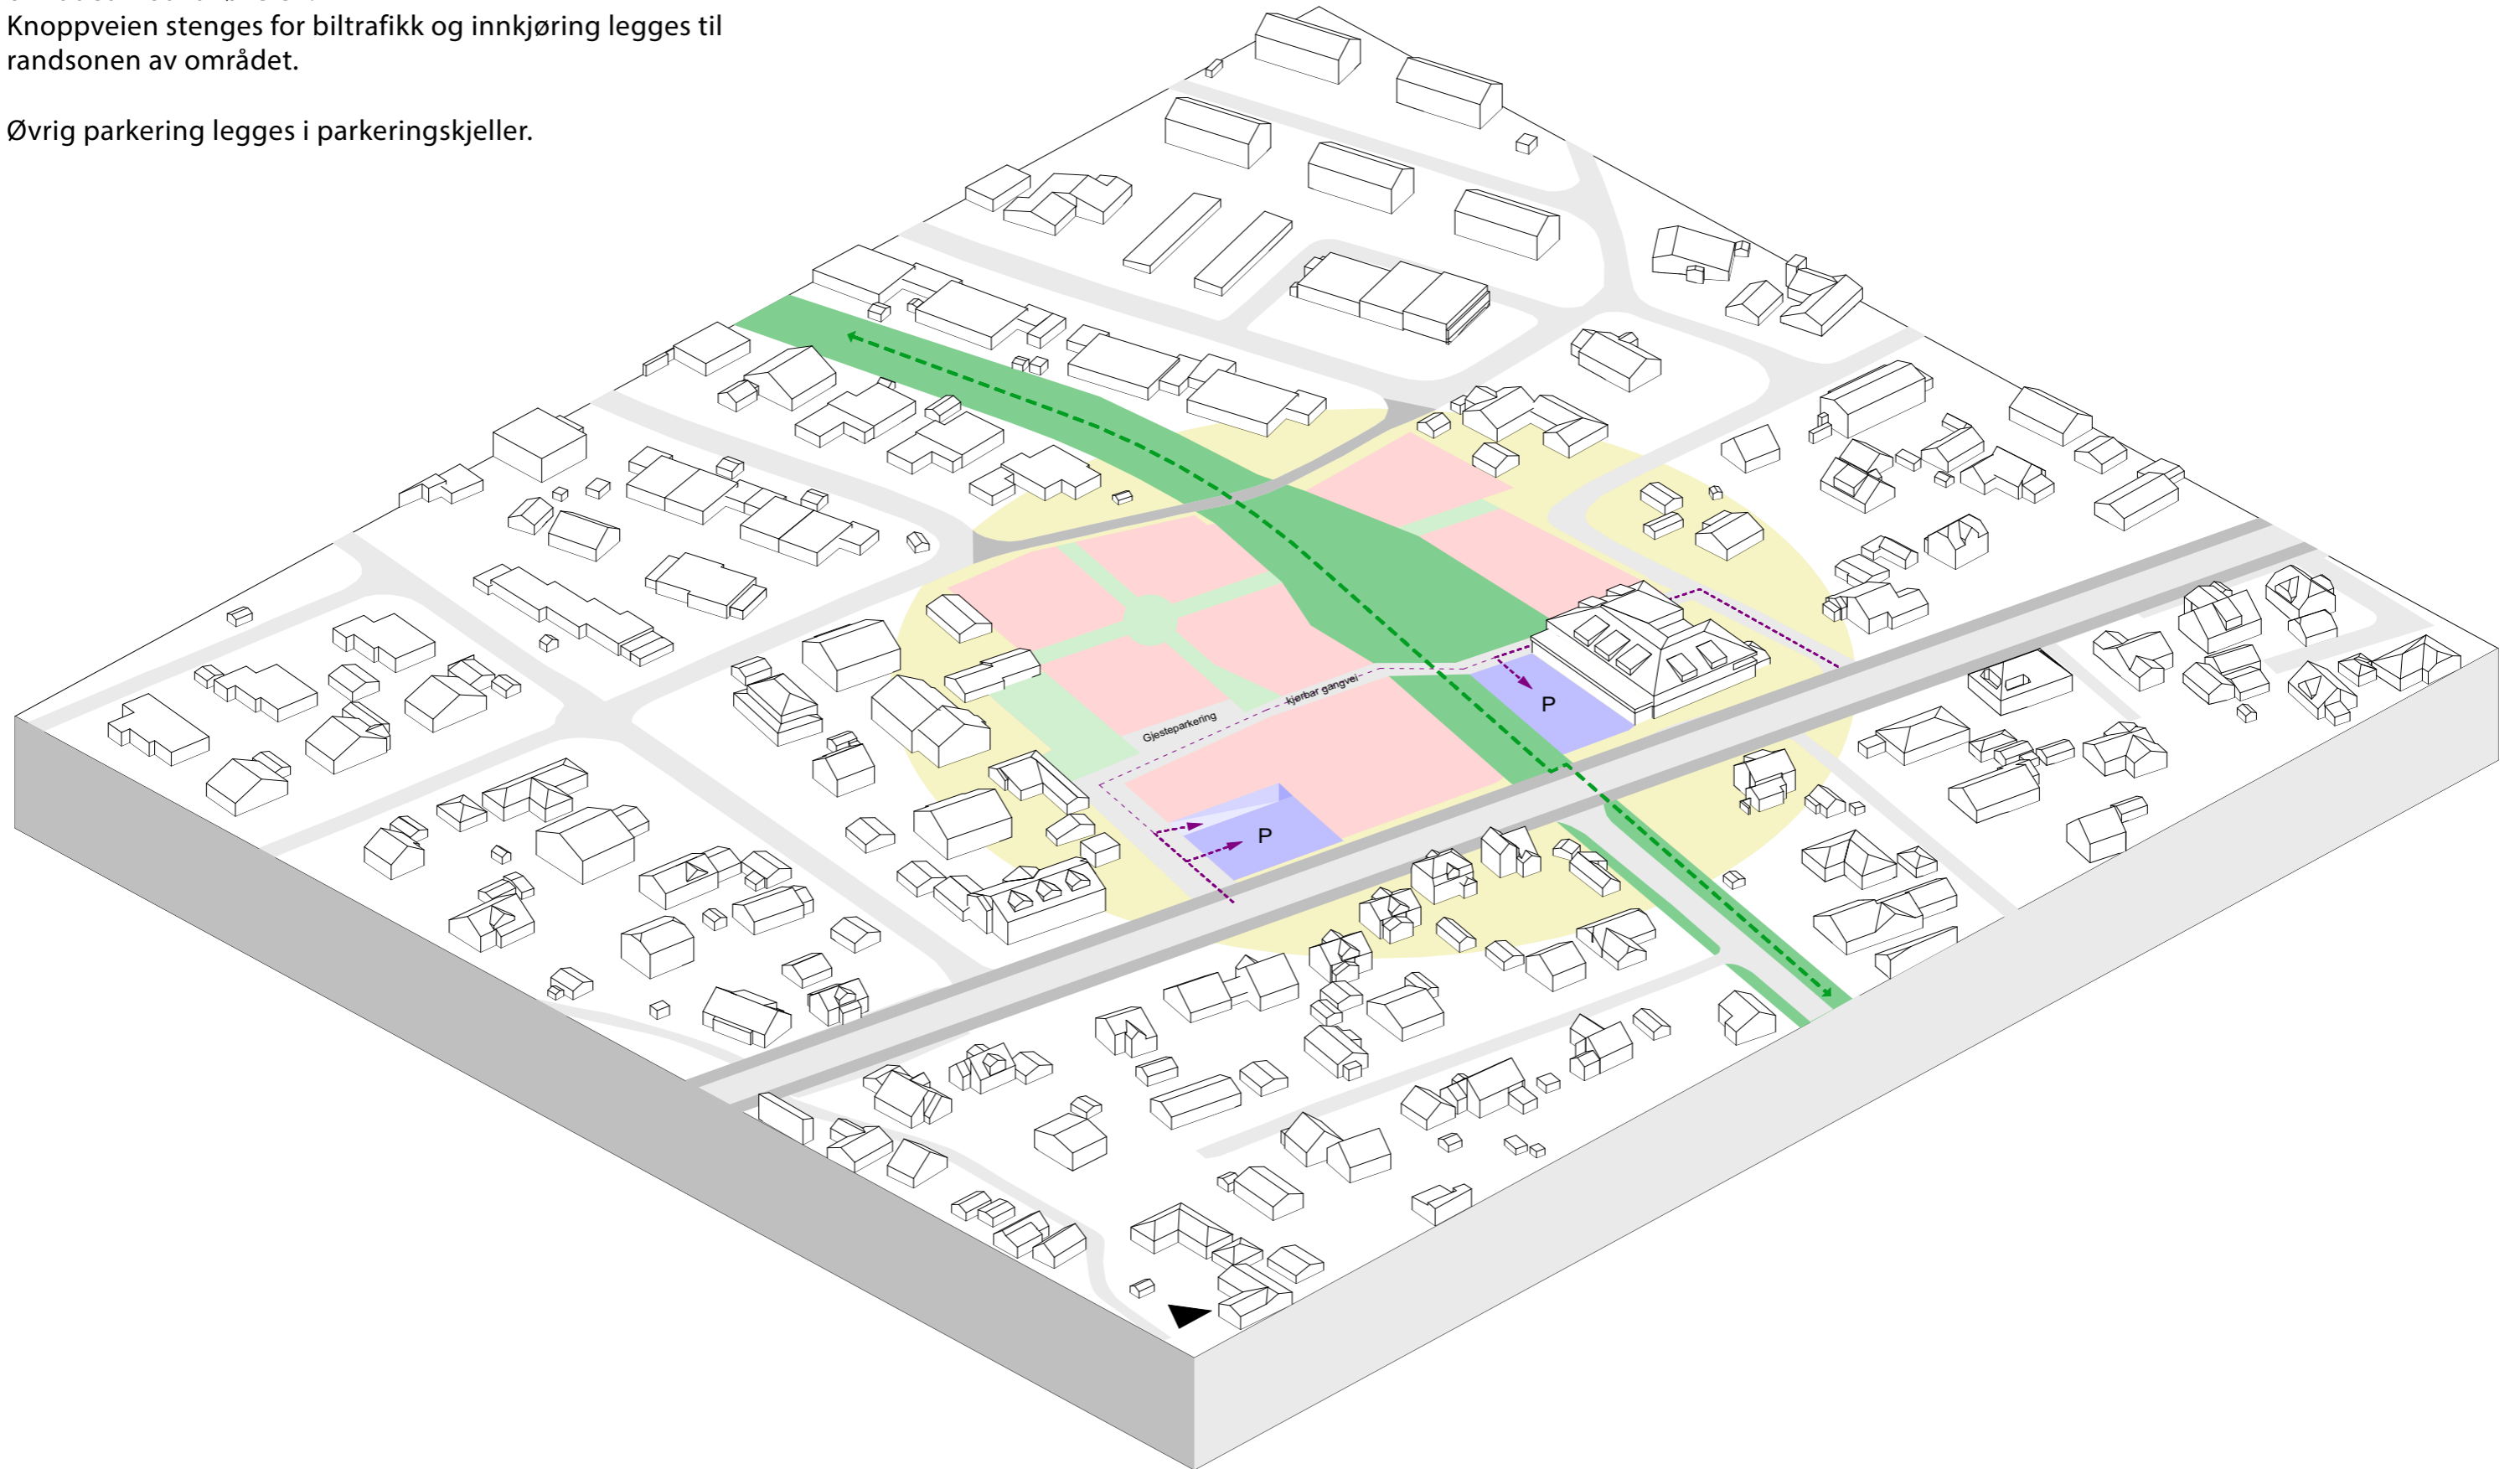 Knoppveien stenges for biltrafikk og innkjøring legges til
randsonen av området.
Øvrig parkering legges i parkeringskjeller.
kjørbar gangvei
P
Gjesteparkering
P